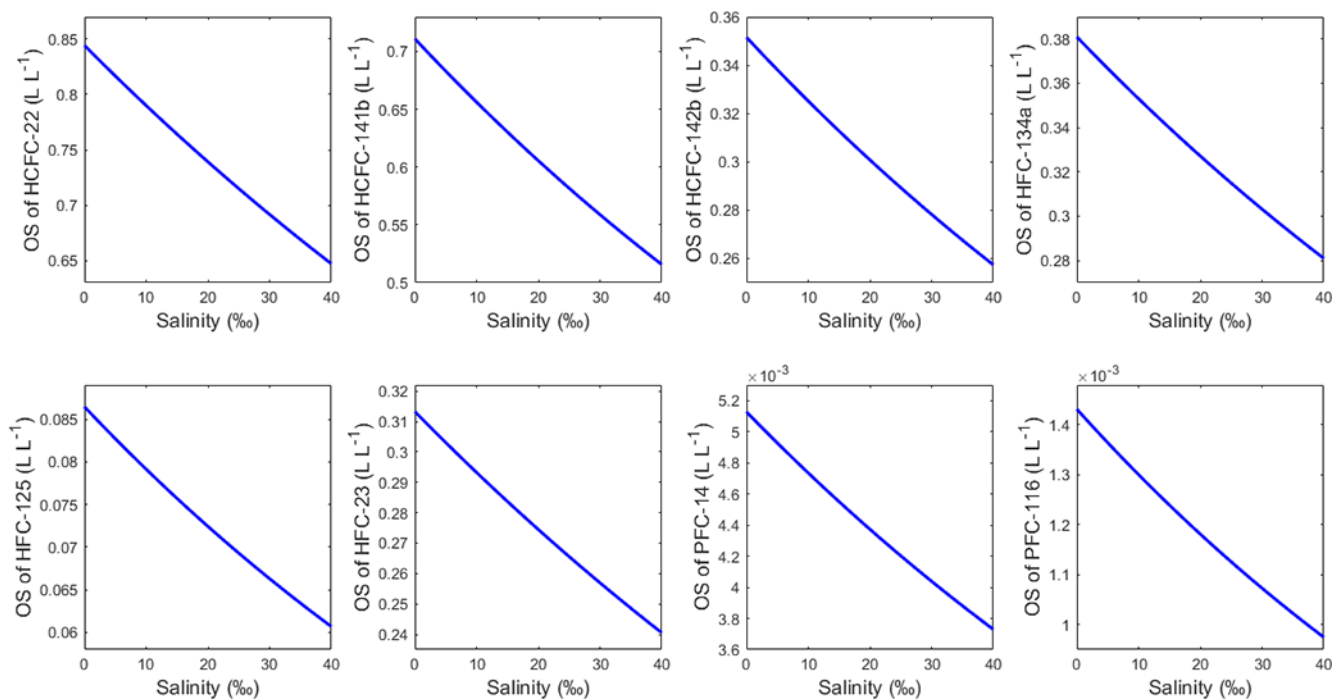 OS of HCFC-22 (L L⁻¹)
0.85
0.8
0.75
0.7
0.65
0 10 20 30 40
Salinity (‰)
OS of HCFC-141b (L L⁻¹)
0.7
0.65
0.6
0.55
0.5
0 10 20 30 40
Salinity (‰)
OS of HCFC-142b (L L⁻¹)
0.36
0.34
0.32
0.3
0.28
0.26
0.24
0 10 20 30 40
Salinity (‰)
OS of HFC-134a (L L⁻¹)
0.38
0.36
0.34
0.32
0.3
0.28
0 10 20 30 40
Salinity (‰)
OS of HFC-125 (L L⁻¹)
0.085
0.08
0.075
0.07
0.065
0.06
0 10 20 30 40
Salinity (‰)
OS of HFC-23 (L L⁻¹)
0.32
0.31
0.3
0.29
0.28
0.27
0.26
0.25
0.24
0 10 20 30 40
Salinity (‰)
× 10⁻³
OS of PFC-14 (L L⁻¹)
5.2
5
4.8
4.6
4.4
4.2
4
3.8
3.6
0 10 20 30 40
Salinity (‰)
× 10⁻³
OS of PFC-116 (L L⁻¹)
1.4
1.3
1.2
1.1
1
0 10 20 30 40
Salinity (‰)